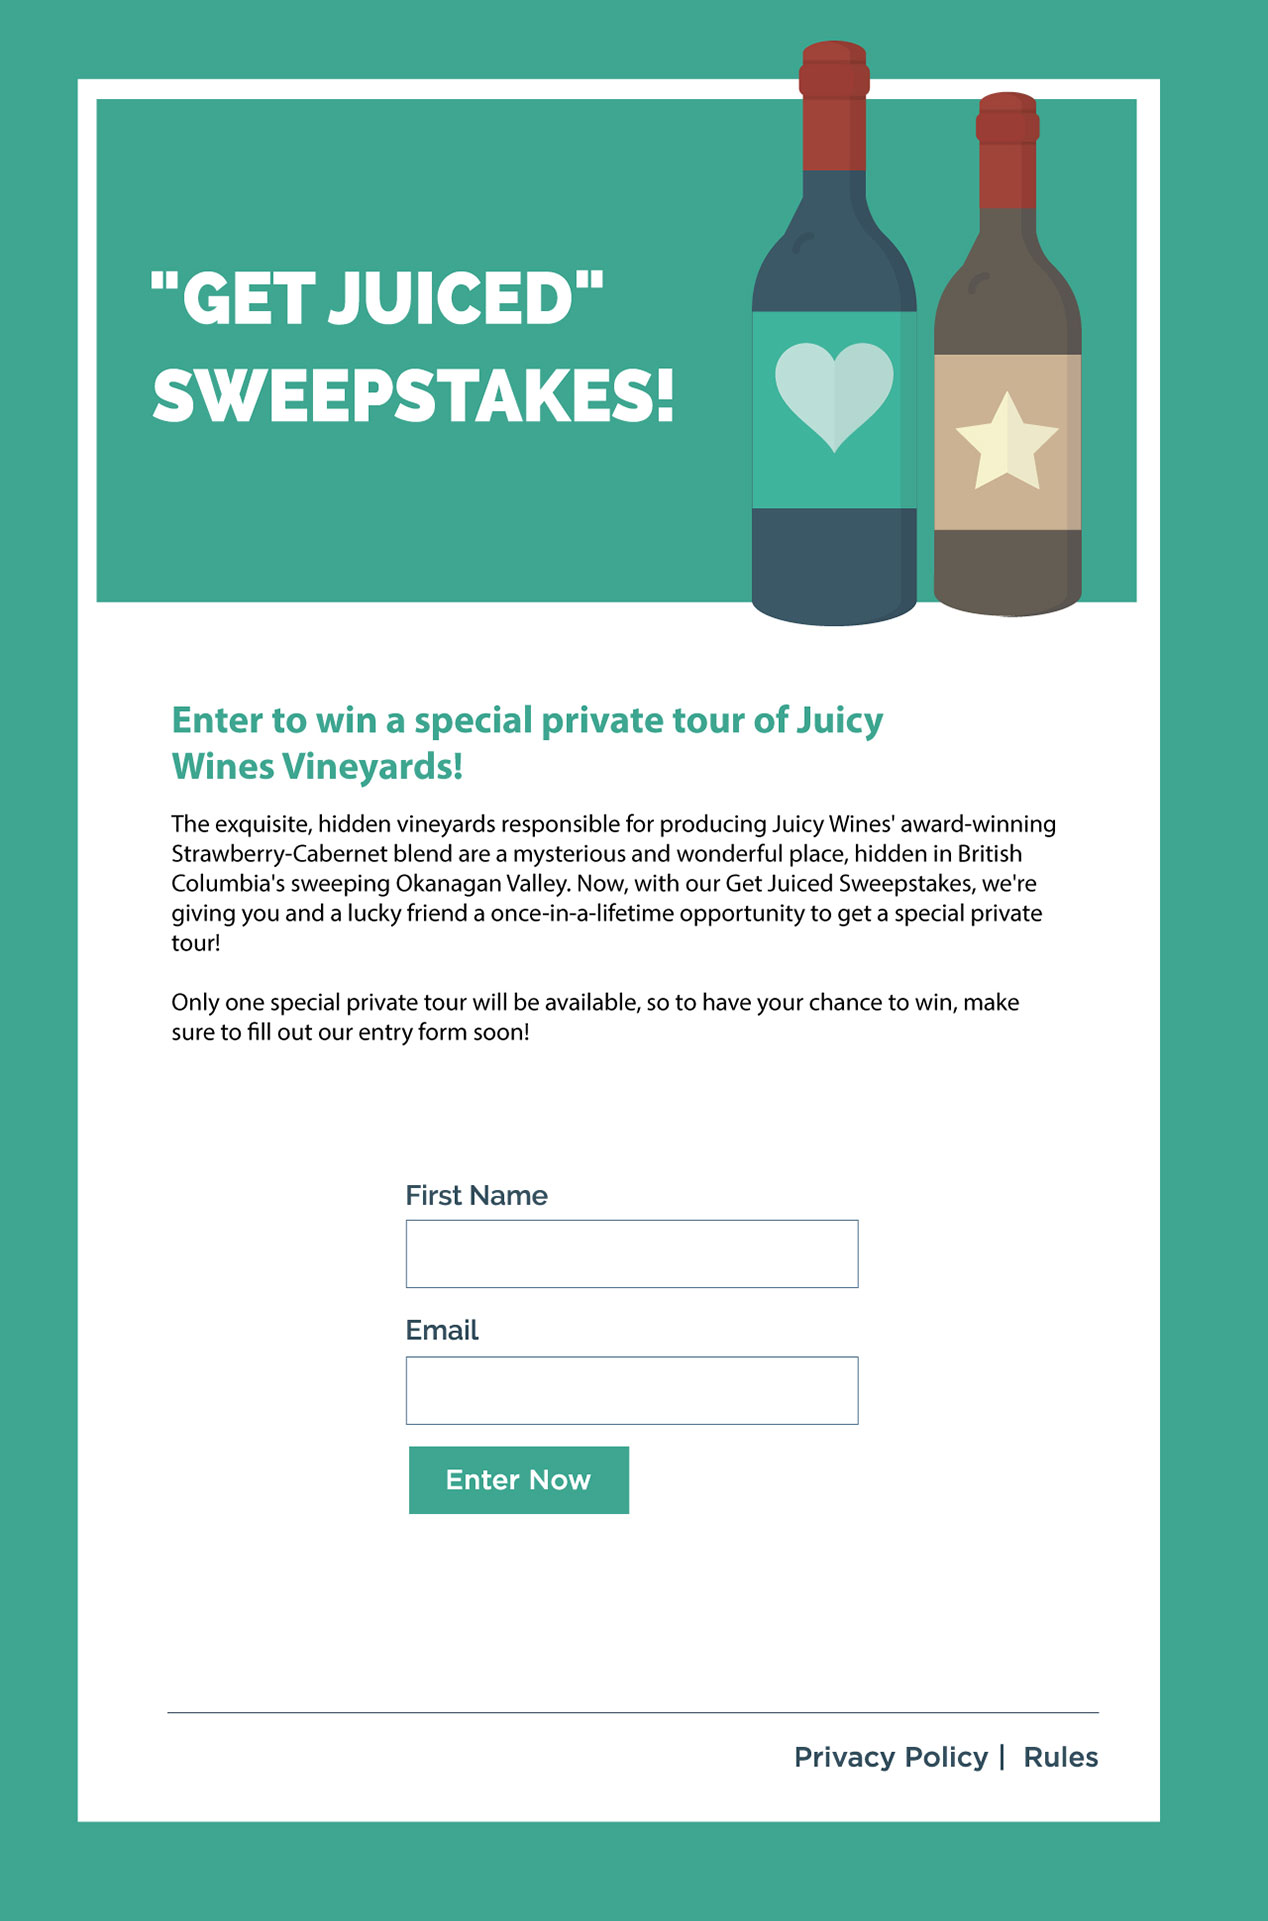 "GET JUICED"
SWEEPSTAKES!
Enter to win a special private tour of Juicy
Wines Vineyards!
The exquisite, hidden vineyards responsible for producing Juicy Wines' award-winning
Strawberry-Cabernet blend are a mysterious and wonderful place, hidden in British
Columbia's sweeping Okanagan Valley. Now, with our Get Juiced Sweepstakes, we're
giving you and a lucky friend a once-in-a-lifetime opportunity to get a special private
tour!
Only one special private tour will be available, so to have your chance to win, make
sure to fill out our entry form soon!
First Name
Email
Enter Now
Privacy Policy | Rules